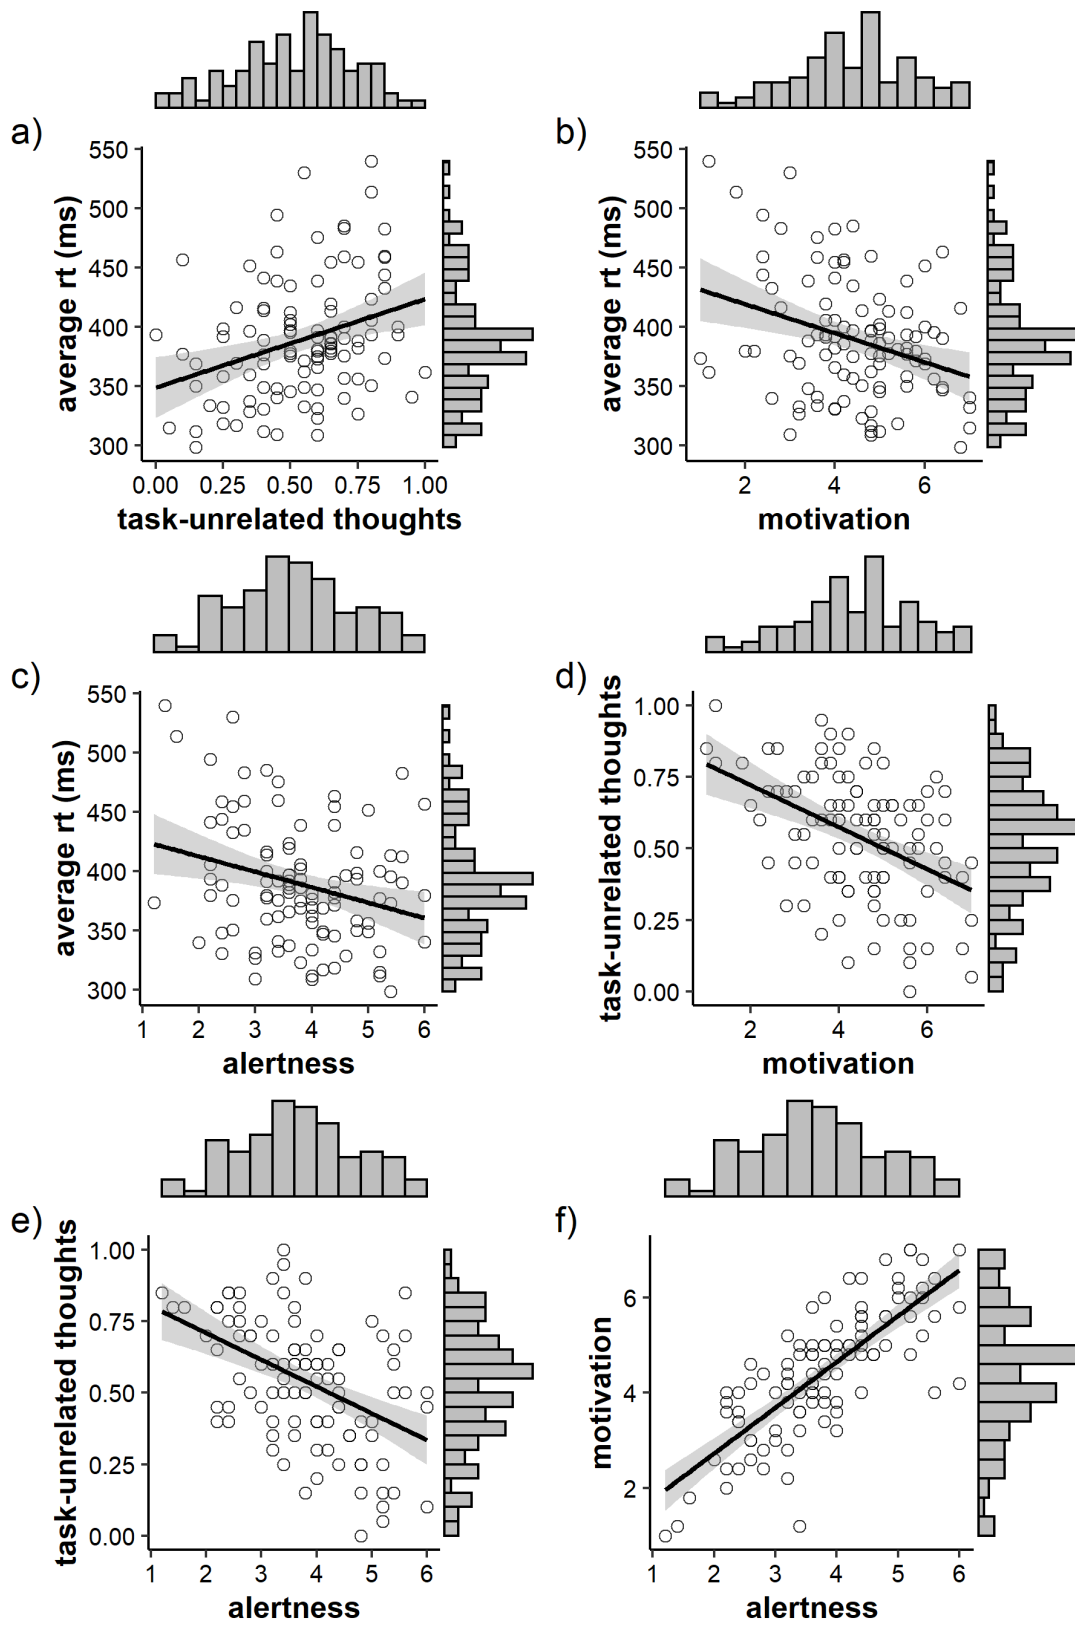 a)
average rt (ms)
550
500
450
400
350
300
0.00 0.25 0.50 0.75 1.00
task-unrelated thoughts
b)
average rt (ms)
550
500
450
400
350
300
2 4 6
motivation
c)
average rt (ms)
550
500
450
400
350
300
1 2 3 4 5 6
alertness
d)
task-unrelated thoughts
1.00
0.75
0.50
0.25
0.00
2 4 6
motivation
e)
task-unrelated thoughts
1.00
0.75
0.50
0.25
0.00
1 2 3 4 5 6
alertness
f)
motivation
6
4
2
1 2 3 4 5 6
alertness